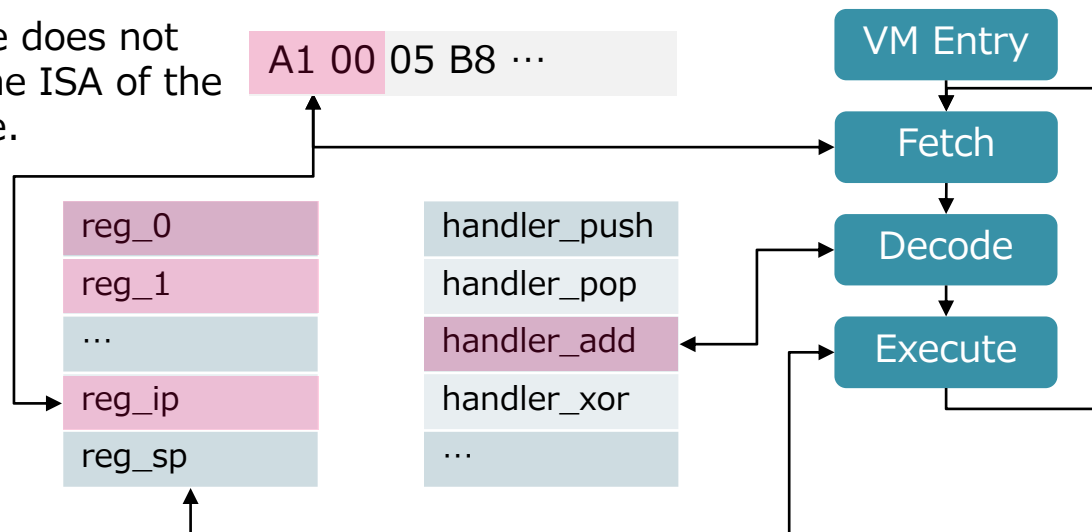 e does not
ne ISA of the
e.
A1 00 05 B8 ⋯
VM Entry
Fetch
Decode
Execute
reg_0
reg_1
⋯
reg_ip
reg_sp
handler_push
handler_pop
handler_add
handler_xor
⋯